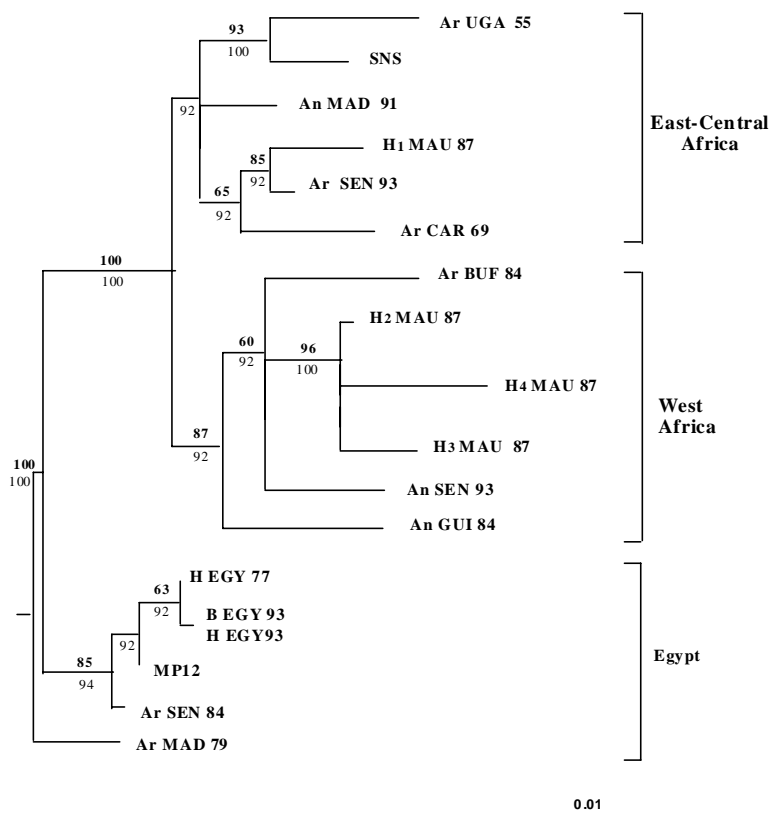 Ar UGA 55
93
100
SNS
92
An MAD 91
East-Central
Africa
H1 MAU 87
85
92
Ar SEN 93
65
92
Ar CAR 69
100
100
Ar BUF 84
H2 MAU 87
60
92
96
100
H4 MAU 87
West
Africa
87
92
H3 MAU 87
100
100
An SEN 93
An GUI 84
H EGY 77
63
92
B EGY 93
H EGY93
92
MP12
Egypt
85
94
Ar SEN 84
Ar MAD 79
0.01